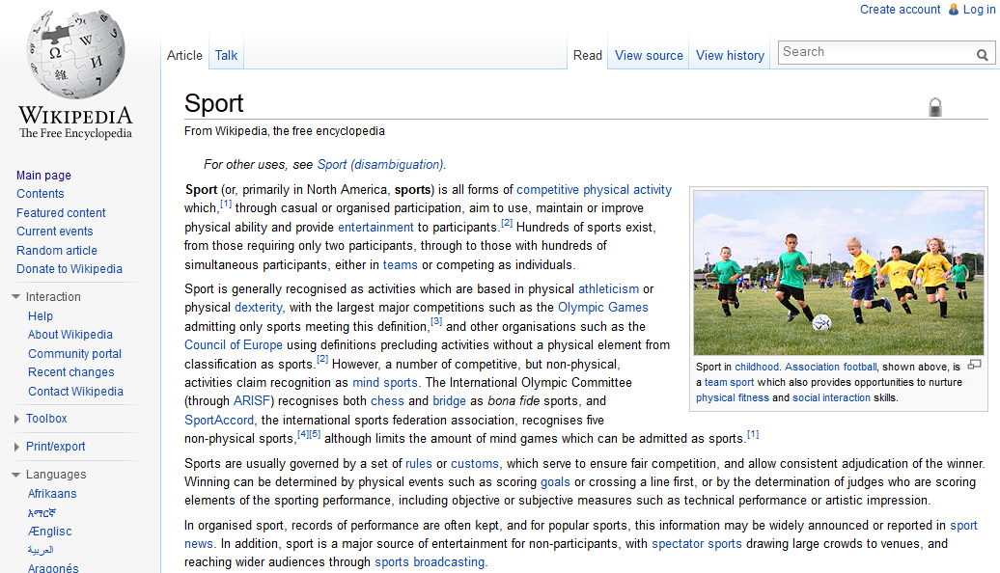 Create account Log in
Article Talk Read View source View history Search
WIKIPEDIA
The Free Encyclopedia
Main page
Contents
Featured content
Current events
Random article
Donate to Wikipedia
Interaction
Help
About Wikipedia
Community portal
Recent changes
Contact Wikipedia
Toolbox
Print/export
Languages
Afrikaans
አማርኛ
Ænglisc
العربية
Aragonés
Sport
From Wikipedia, the free encyclopedia
For other uses, see Sport (disambiguation).
Sport (or, primarily in North America, sports) is all forms of competitive physical activity
which,[1] through casual or organised participation, aim to use, maintain or improve
physical ability and provide entertainment to participants.[2] Hundreds of sports exist,
from those requiring only two participants, through to those with hundreds of
simultaneous participants, either in teams or competing as individuals.
Sport is generally recognised as activities which are based in physical athleticism or
physical dexterity, with the largest major competitions such as the Olympic Games
admitting only sports meeting this definition,[3] and other organisations such as the
Council of Europe using definitions precluding activities without a physical element from
classification as sports.[2] However, a number of competitive, but non-physical,
activities claim recognition as mind sports. The International Olympic Committee
(through ARISF) recognises both chess and bridge as bona fide sports, and
SportAccord, the international sports federation association, recognises five
non-physical sports,[4][5] although limits the amount of mind games which can be admitted as sports.[1]
Sport in childhood. Association football, shown above, is
a team sport which also provides opportunities to nurture
physical fitness and social interaction skills.
Sports are usually governed by a set of rules or customs, which serve to ensure fair competition, and allow consistent adjudication of the winner.
Winning can be determined by physical events such as scoring goals or crossing a line first, or by the determination of judges who are scoring
elements of the sporting performance, including objective or subjective measures such as technical performance or artistic impression.
In organised sport, records of performance are often kept, and for popular sports, this information may be widely announced or reported in sport
news. In addition, sport is a major source of entertainment for non-participants, with spectator sports drawing large crowds to venues, and
reaching wider audiences through sports broadcasting.